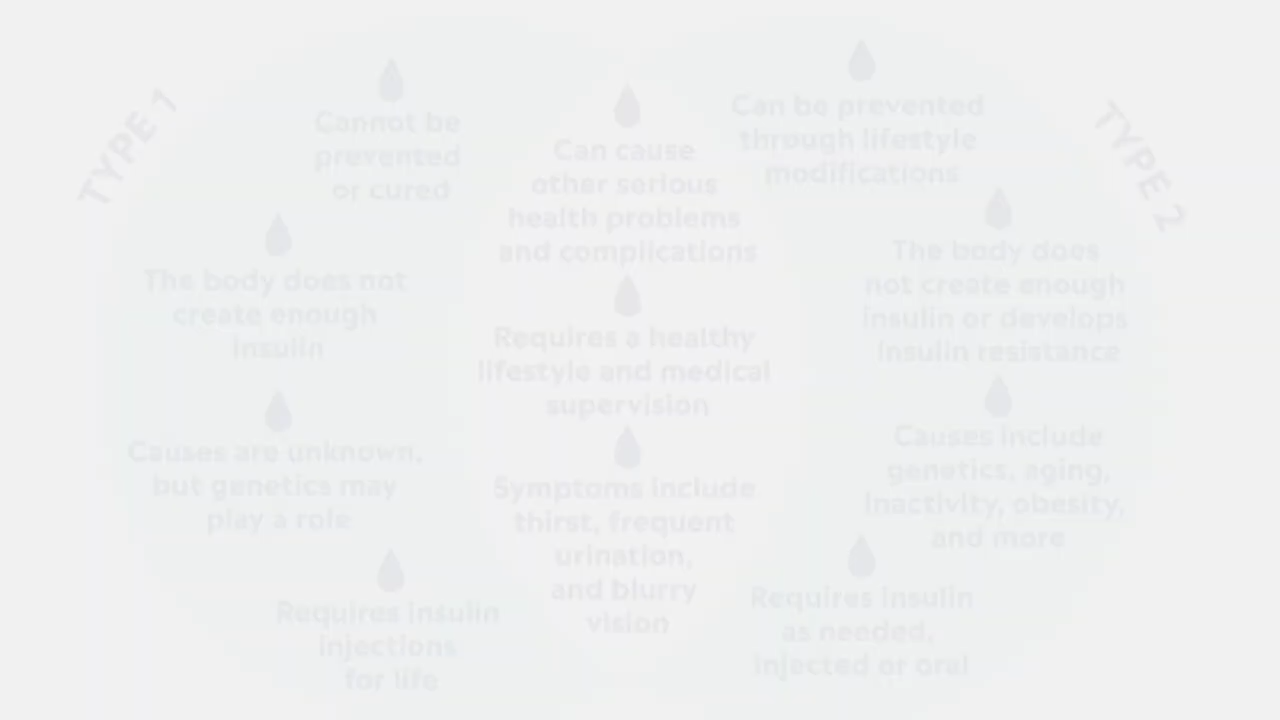 TYPE 1
Cannot be
prevented
or cured
The body does not
create enough
insulin
Causes are unknown,
but genetics may
play a role
Requires insulin
injections
for life
Can cause
other serious
health problems
and complications
Requires a healthy
lifestyle and medical
supervision
Symptoms include
thirst, frequent
urination,
and blurry
vision
TYPE 2
Can be prevented
through lifestyle
modifications
The body does
not create enough
insulin or develops
insulin resistance
Causes include
genetics, aging,
inactivity, obesity,
and more
Requires insulin
as needed,
injected or oral